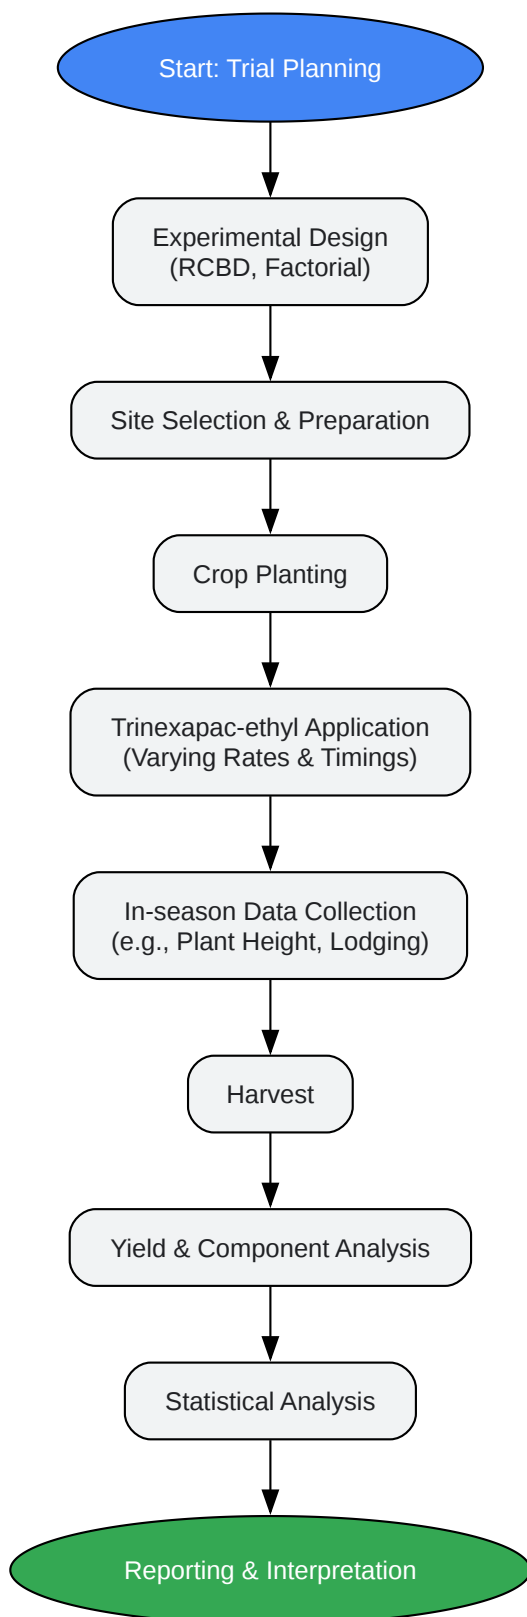 Start: Trial Planning
Experimental Design
(RCBD, Factorial)
Site Selection & Preparation
Crop Planting
Trinexapac-ethyl Application
(Varying Rates & Timings)
In-season Data Collection
(e.g., Plant Height, Lodging)
Harvest
Yield & Component Analysis
Statistical Analysis
Reporting & Interpretation